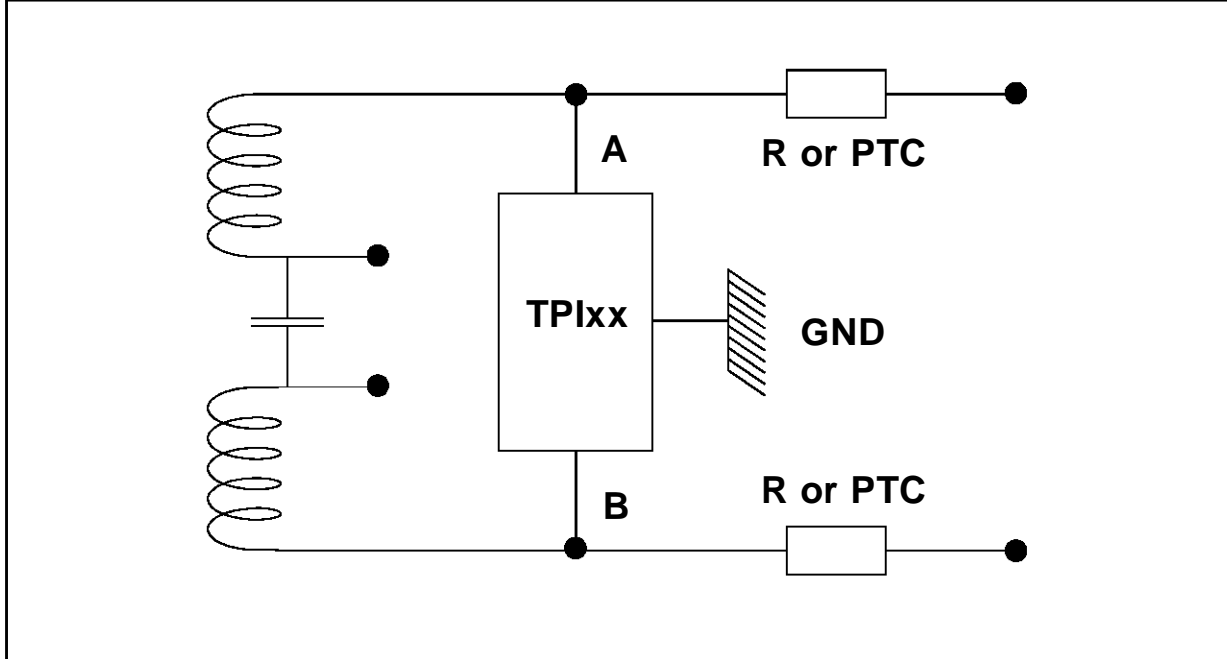 A
R or PTC
TPIxx
GND
B
R or PTC